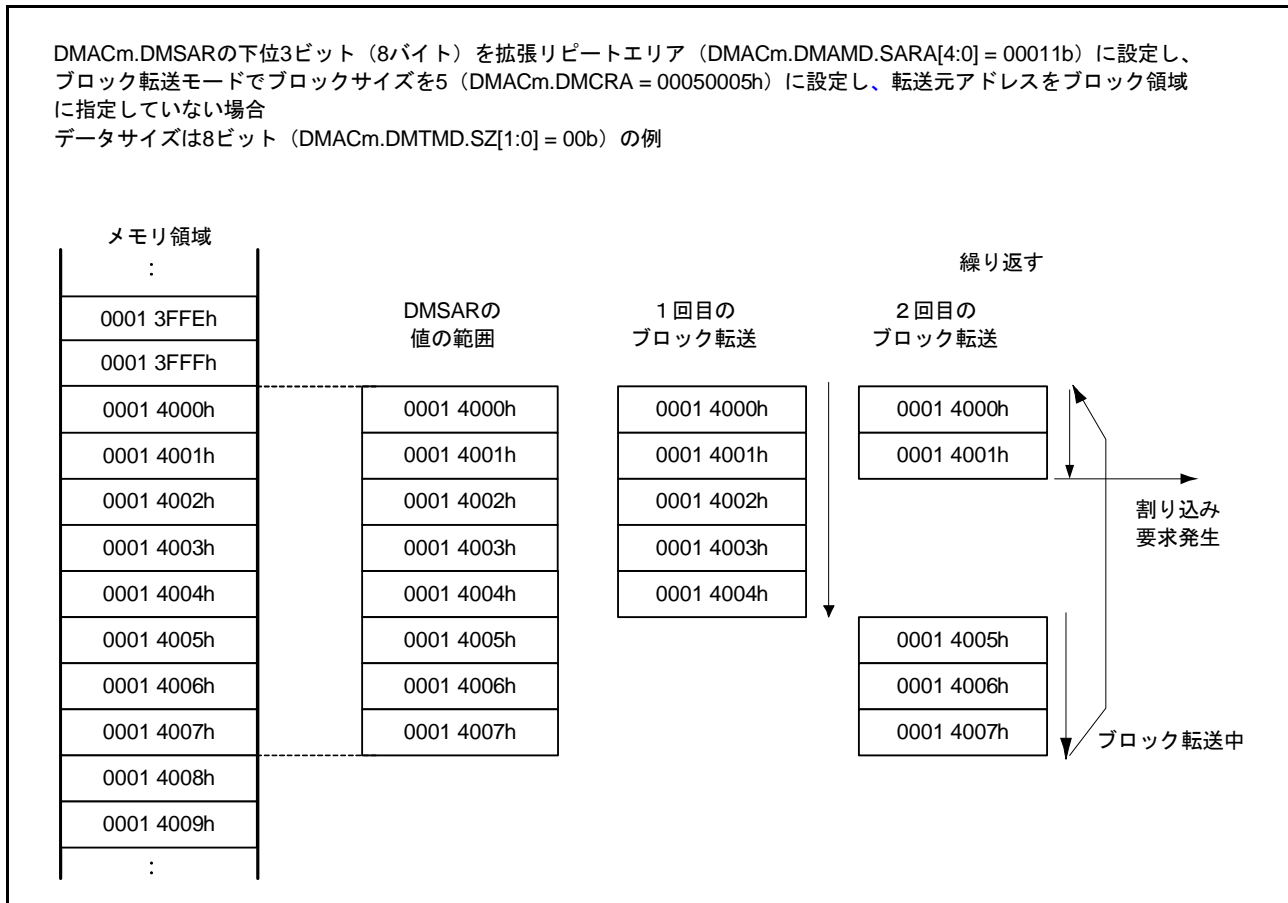 DMACm.DMSARの下位3ビット（8バイト）を拡張リピートエリア（DMACm.DMAMD.SARA[4:0] = 00011b）に設定し、
ブロック転送モードでブロックサイズを5（DMACm.DMCRA = 00050005h）に設定し、転送元アドレスをブロック領域
に指定していない場合
データサイズは8ビット（DMACm.DMTMD.SZ[1:0] = 00b）の例
メモリ領域
:
0001 3FFEh
0001 3FFFh
0001 4000h
0001 4001h
0001 4002h
0001 4003h
0001 4004h
0001 4005h
0001 4006h
0001 4007h
0001 4008h
0001 4009h
:
DMSARの
値の範囲
0001 4000h
0001 4001h
0001 4002h
0001 4003h
0001 4004h
0001 4005h
0001 4006h
0001 4007h
１回目の
ブロック転送
0001 4000h
0001 4001h
0001 4002h
0001 4003h
0001 4004h
繰り返す
２回目の
ブロック転送
0001 4000h
0001 4001h
0001 4005h
0001 4006h
0001 4007h
割り込み
要求発生
ブロック転送中